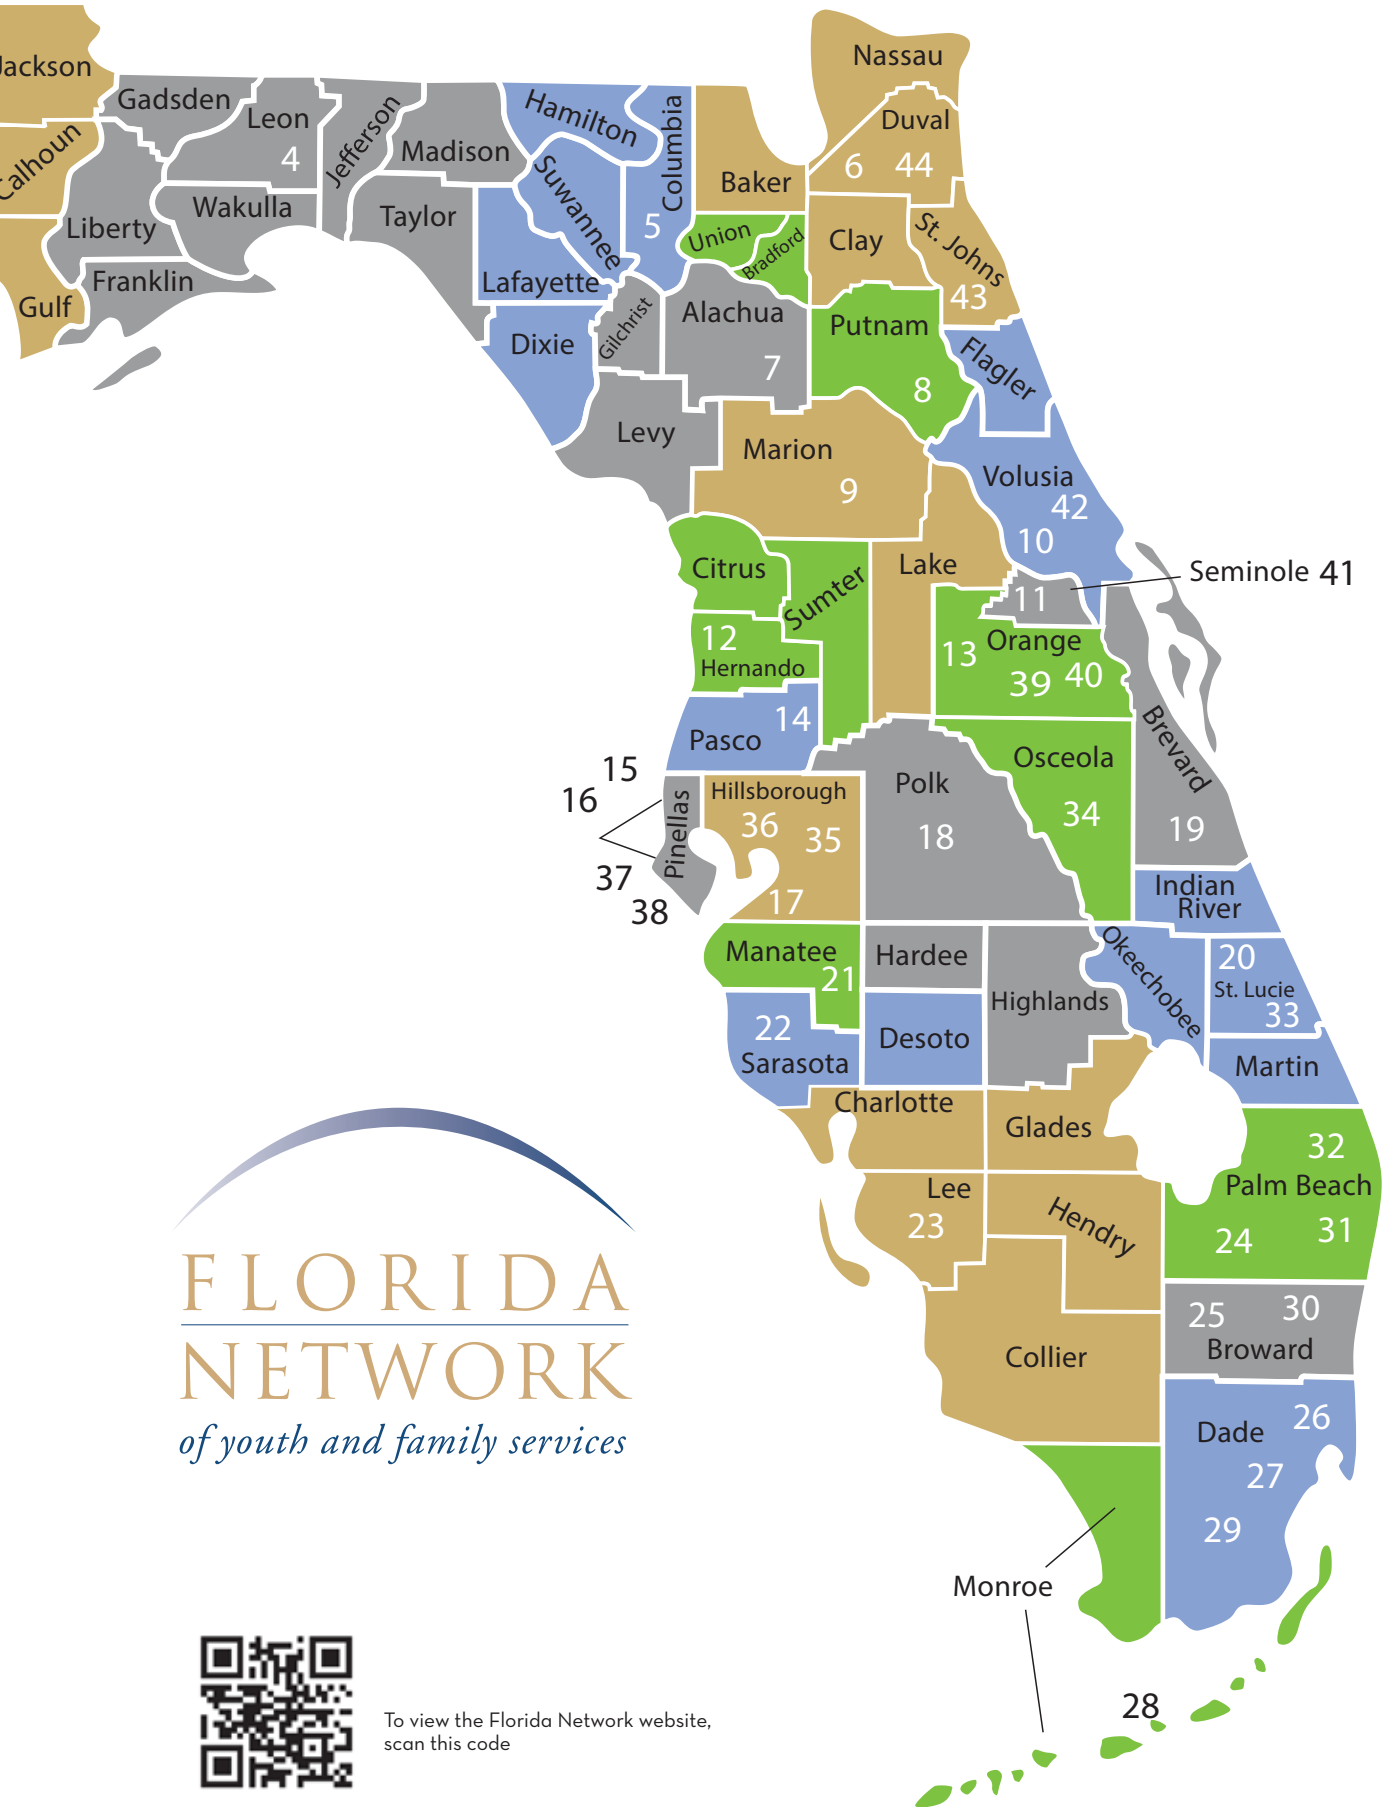 Nassau
Jackson
Gadsden
Leon
4
Jefferson
Madison
Hamilton
Columbia
5
Suwannee
Baker
Duval
6 44
Calhoun
Liberty
Wakulla
Taylor
Lafayette
Union
Bradford
Clay
St. Johns
43
Franklin
Gulf
Dixie
Gilchrist
Alachua
7
Putnam
8
Flagler
Levy
Marion
9
Volusia
42
10
Citrus
Sumter
Lake
Seminole 41
11
12
Hernando
13
Orange
39 40
14
Pasco
Brevard
19
15
16
37
38
Pinellas
Hillsborough
36 35
17
Polk
18
Osceola
34
Indian
River
Manatee
21
Hardee
Highlands
Okeechobee
20
St. Lucie
33
22
Sarasota
Desoto
Martin
Charlotte
Glades
32
Palm Beach
24 31
Lee
23
Hendry
25 30
Broward
Collier
Dade 26
27
29
Monroe
28
FLORIDA
NETWORK
of youth and family services
To view the Florida Network website,
scan this code